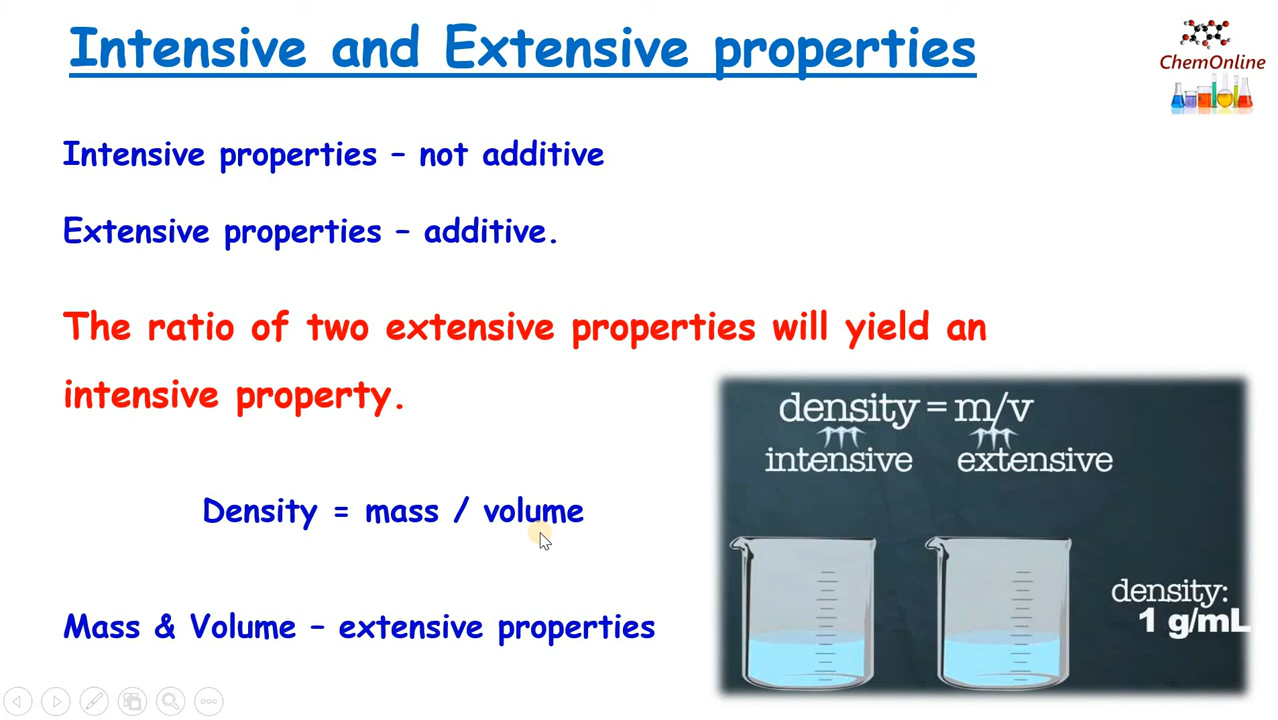 Intensive and Extensive properties
ChemOnline
Intensive properties – not additive
Extensive properties – additive.
The ratio of two extensive properties will yield an
intensive property.
density = m/v
intensive extensive
Density = mass / volume
density:
1 g/mL
Mass & Volume – extensive properties